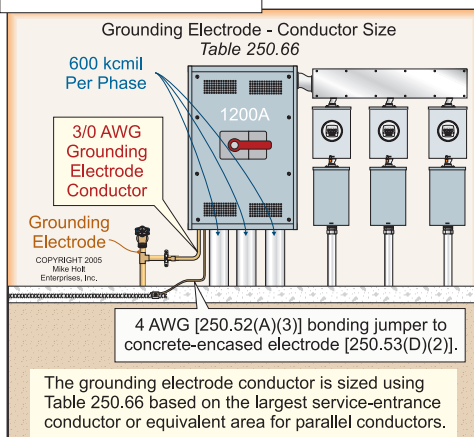 Grounding Electrode - Conductor Size
Table 250.66
600 kcmil
Per Phase
1200A
3/0 AWG
Grounding
Electrode
Conductor
Grounding
Electrode
COPYRIGHT 2005
Mike Holt
Enterprises, Inc.
4 AWG [250.52(A)(3)] bonding jumper to
concrete-encased electrode [250.53(D)(2)].
The grounding electrode conductor is sized using
Table 250.66 based on the largest service-entrance
conductor or equivalent area for parallel conductors.